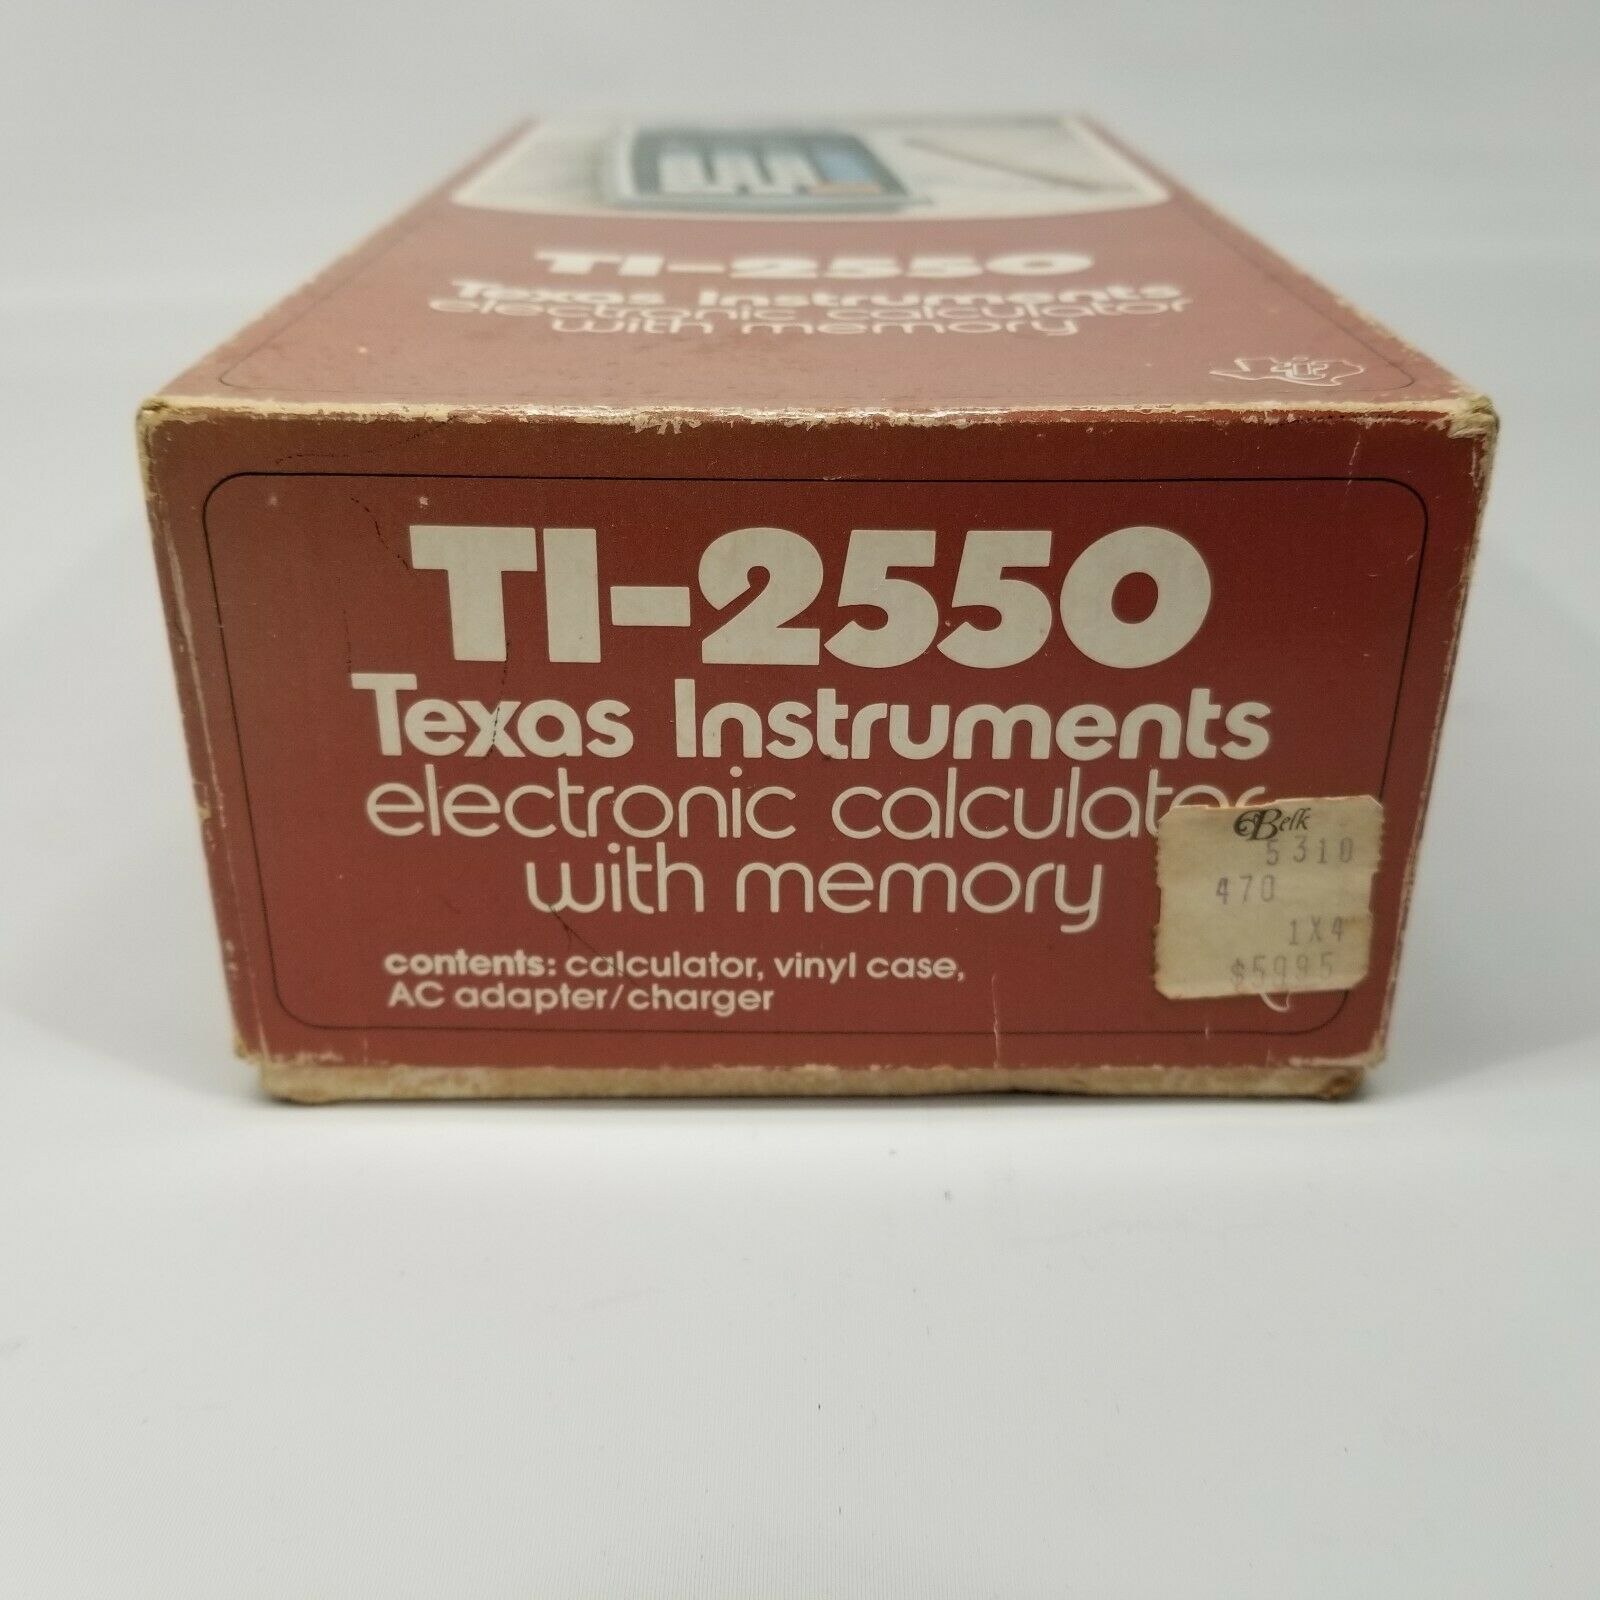 TI-2550
Texas Instruments
electronic calculator
with memory
TI-2550
Texas Instruments
electronic calculator
with memory
contents: calculator, vinyl case,
AC adapter/charger
Belk
5310
470
1X4
$5995